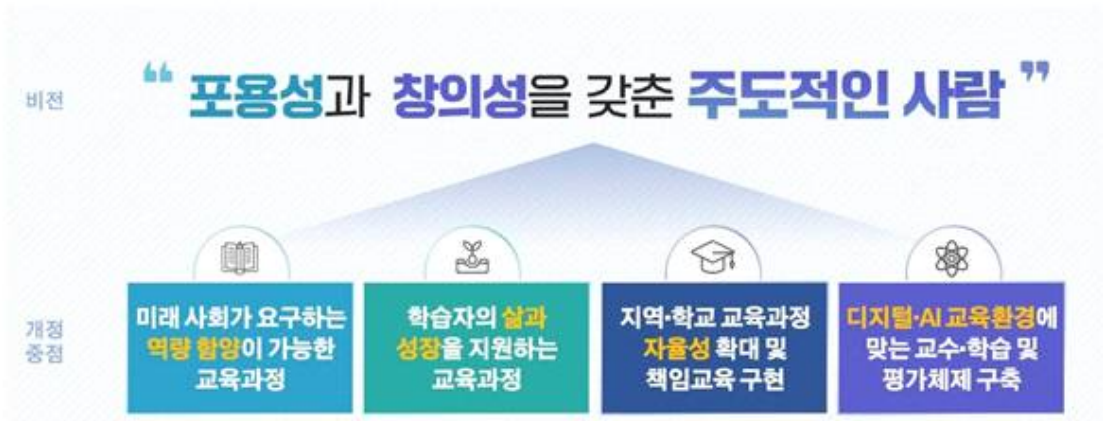 비전
“ 포용성과 창의성을 갖춘 주도적인 사람 ”
개정
중점
미래 사회가 요구하는
역량 함양이 가능한
교육과정
학습자의 삶과
성장을 지원하는
교육과정
지역·학교 교육과정
자율성 확대 및
책임교육 구현
디지털·AI 교육환경에
맞는 교수·학습 및
평가체제 구축